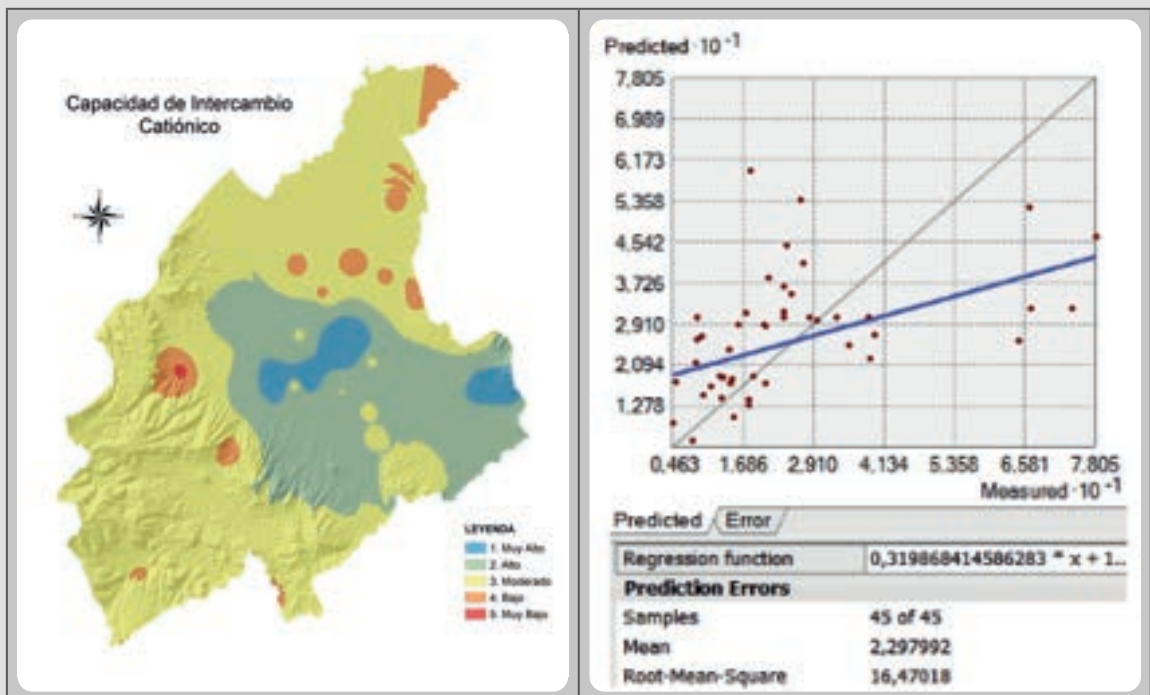 Capacidad de Intercambio
Catiónico
LEYENDA
1. Muy Alto
2. Alto
3. Moderado
4. Bajo
5. Muy Bajo
Predicted ·10 -1
7,805
6.989
6.173
5.358
4.542
3.726
2.910
2.094
1.278
0.463 1.686 2.910 4,134 5.358 6.581 7.805
Measured ·10 -1
Predicted Error
Regression function 0,319868414586283 * x + 1...
Prediction Errors
Samples 45 of 45
Mean 2,297992
Root-Mean-Square 16,47018